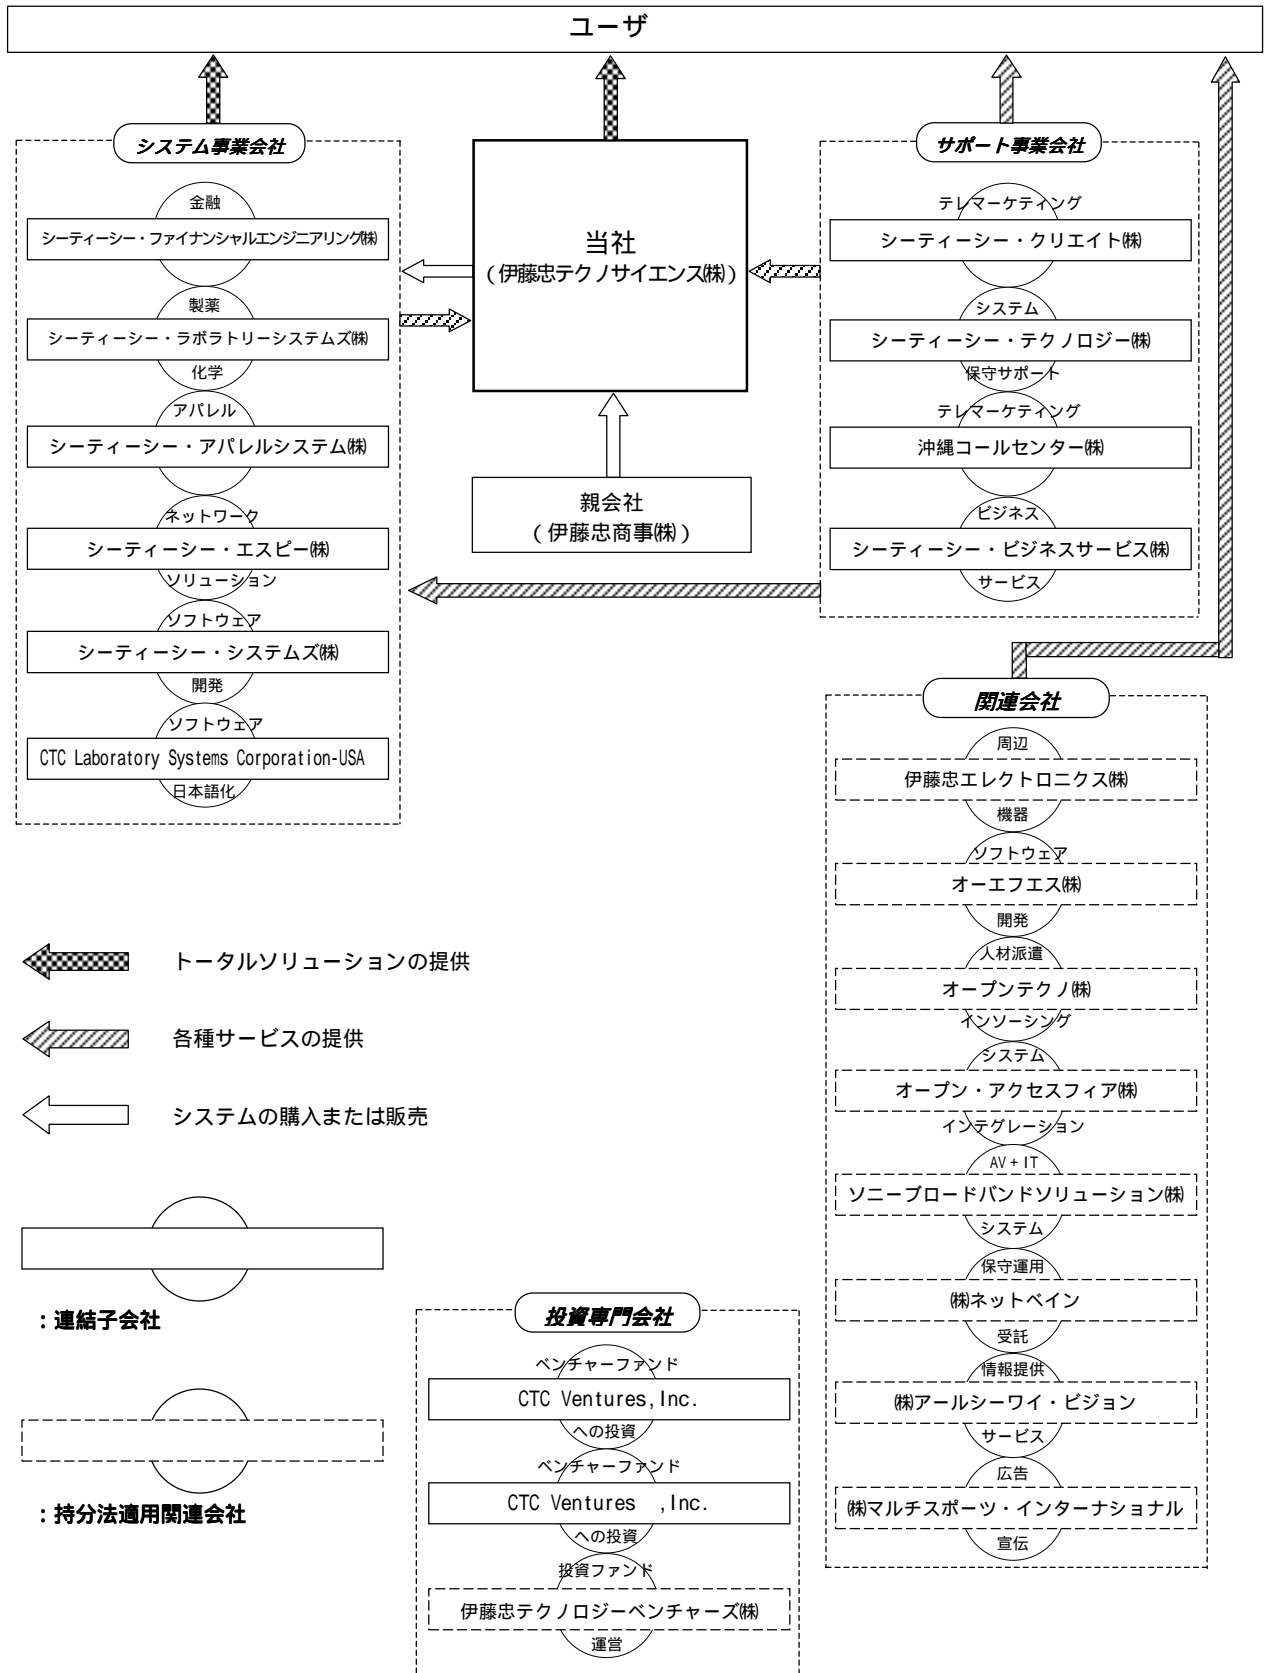 ユーザ
システム事業会社
金融
シーティーシー・ファイナンシャルエンジニアリング㈱
製薬
シーティーシー・ラボラトリーシステムズ㈱
化学
アパレル
シーティーシー・アパレルシステム㈱
ネットワーク
シーティーシー・エスピー㈱
ソリューション
ソフトウェア
シーティーシー・システムズ㈱
開発
ソフトウェア
CTC Laboratory Systems Corporation-USA
日本語化
当社
(伊藤忠テクノサイエンス㈱)
親会社
(伊藤忠商事㈱)
サポート事業会社
テレマーケティング
シーティーシー・クリエイト㈱
システム
シーティーシー・テクノロジー㈱
保守サポート
テレマーケティング
沖縄コールセンター㈱
ビジネス
シーティーシー・ビジネスサービス㈱
サービス
関連会社
周辺
伊藤忠エレクトロニクス㈱
機器
ソフトウェア
オーエフエス㈱
開発
人材派遣
オープンテクノ㈱
インソーシング
システム
オープン・アクセスフィア㈱
インテグレーション
AV+IT
ソニーブロードバンドソリューション㈱
システム
保守運用
㈱ネットベイン
受託
情報提供
㈱アールシーワイ・ビジョン
サービス
広告
㈱マルチスポーツ・インターナショナル
宣伝
トータルソリューションの提供
各種サービスの提供
システムの購入または販売
:連結子会社
:持分法適用関連会社
投資専門会社
ベンチャーファンド
CTC Ventures,Inc.
への投資
ベンチャーファンド
CTC Ventures ,Inc.
への投資
投資ファンド
伊藤忠テクノロジーベンチャーズ㈱
運営